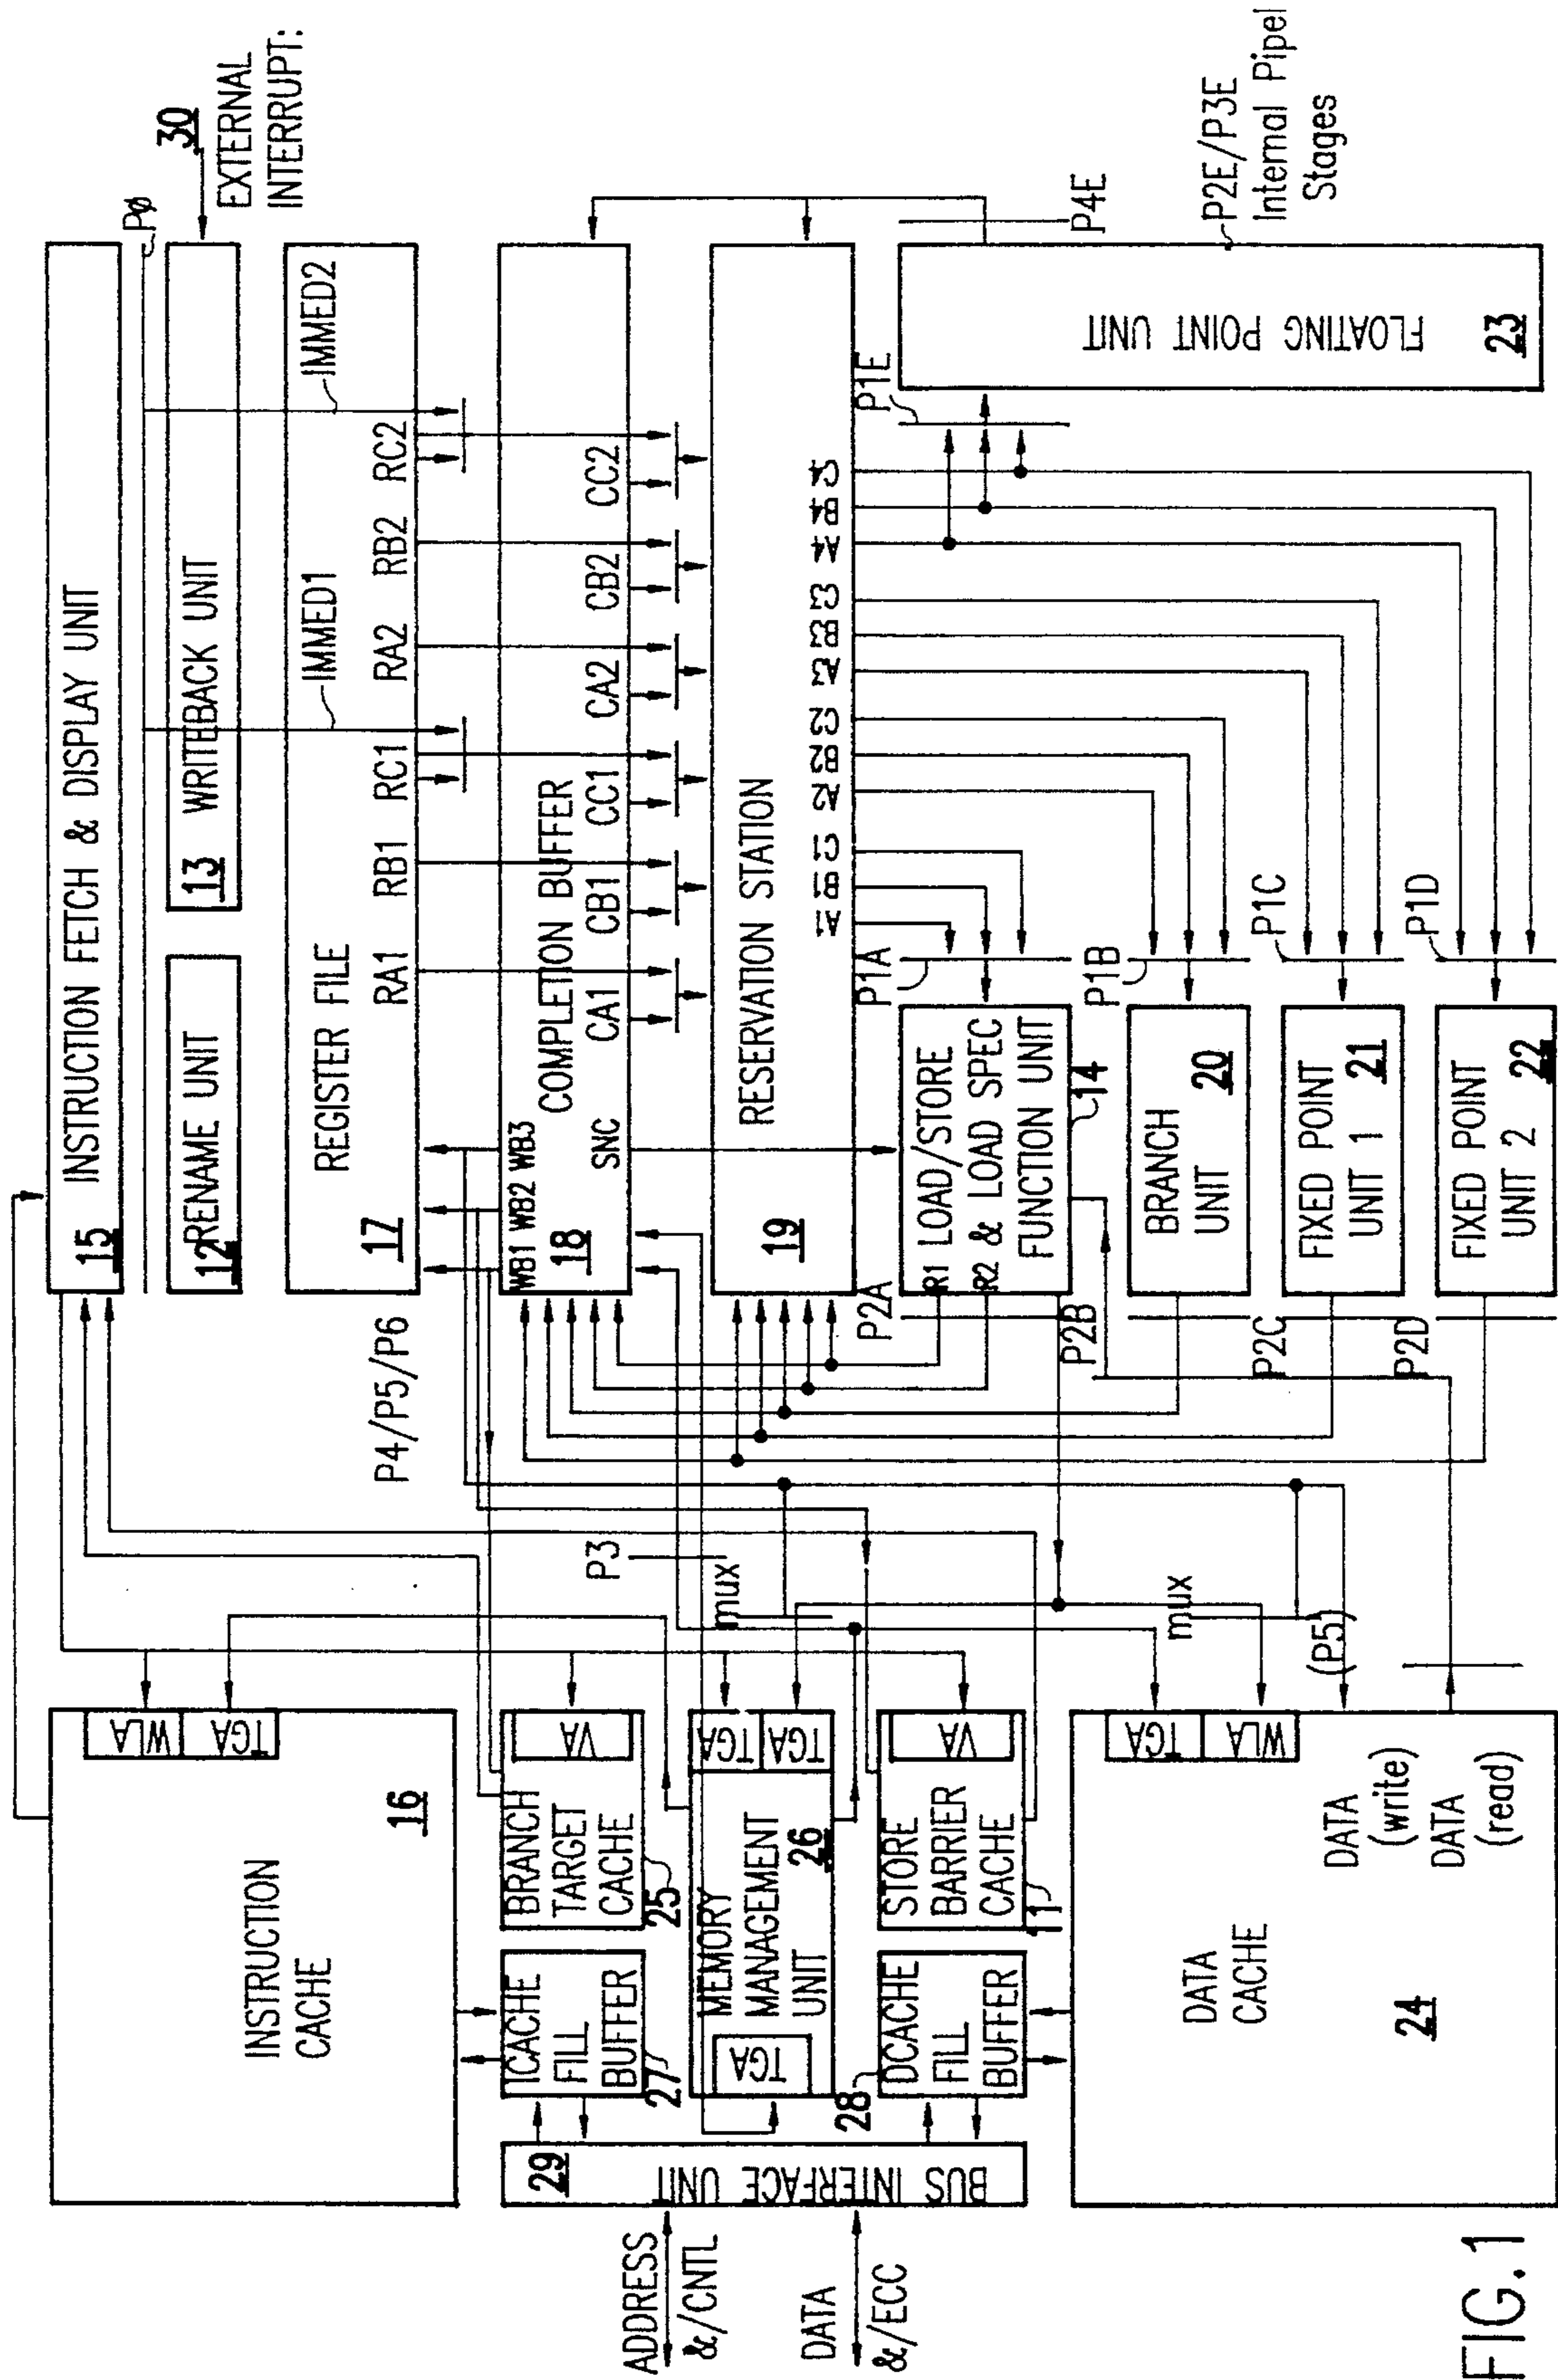 INSTRUCTION
CACHE
16
WLA
TGA
INSTRUCTION FETCH & DISPLAY UNIT
15
PØ
RENAME UNIT
12
13
WRITEBACK UNIT
30
EXTERNAL
INTERRUPT:
REGISTER FILE
17
RA1
RB1
RC1
RA2
RB2
RC2
IMMED1
IMMED2
P4/P5/P6
WB1 WB2 WB3
COMPLETION BUFFER
18
SNC
CA1
CB1
CC1
CA2
CB2
CC2
RESERVATION STATION
19
A1
B1
C1
A2
B2
C2
A3
B3
C3
A4
B4
C4
ICACHE
FILL
BUFFER
27
BRANCH
TARGET
CACHE
25
VA
ADDRESS
&/CNTL
DATA
&/ECC
BUS INTERFACE UNIT
29
MEMORY
MANAGEMENT
UNIT
26
TGA
TGA
TGA
P3
mux
DCACHE
FILL
BUFFER
28
STORE
BARRIER
CACHE
11
VA
P2A
R1 LOAD/STORE
R2 & LOAD SPEC
FUNCTION UNIT
14
P1A
P1E
P4E
FLOATING POINT UNIT
23
P2E/P3E
Internal Pipel
Stages
P2B
BRANCH
UNIT
20
P1B
DATA
CACHE
24
TGA
WLA
mux
(P5)
DATA
(write)
DATA
(read)
P2C
FIXED POINT
UNIT 1
21
P1C
P2D
FIXED POINT
UNIT 2
22
P1D
FIG.1